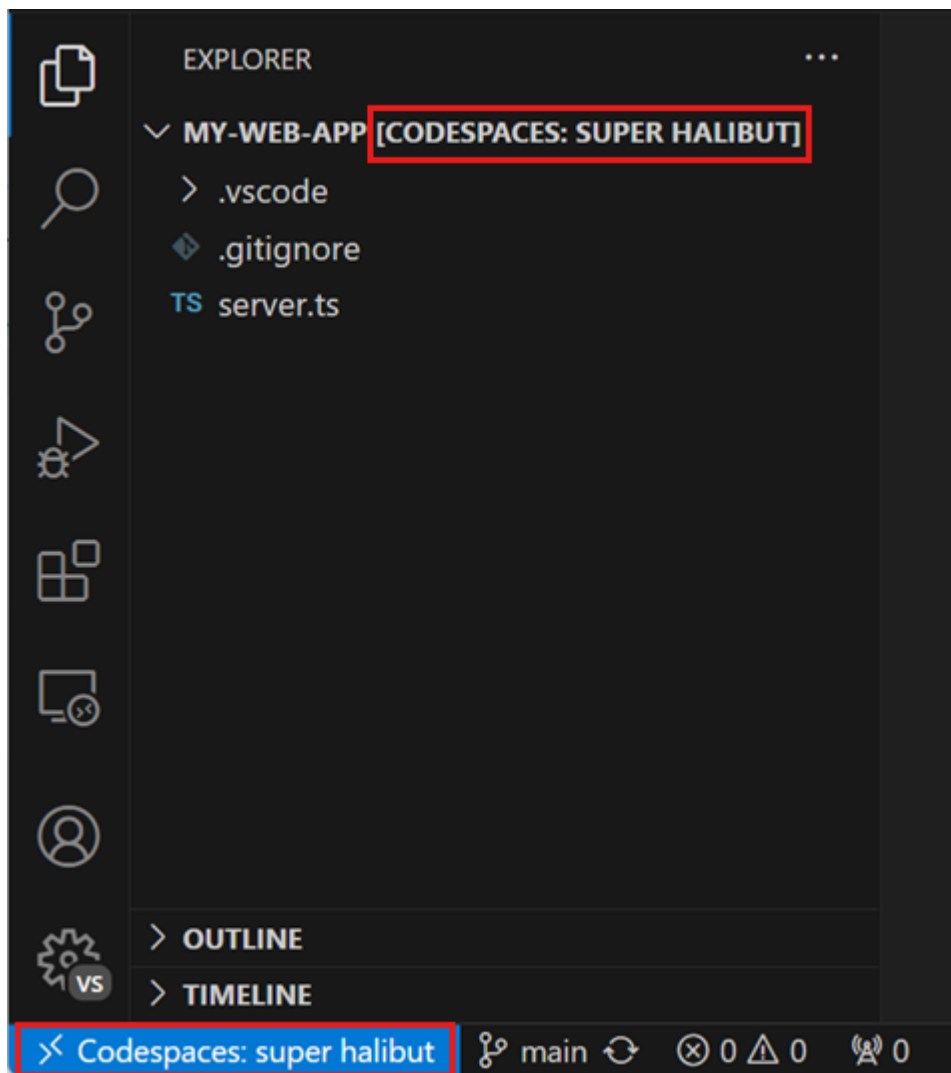 EXPLORER
MY-WEB-APP [CODESPACES: SUPER HALIBUT]
.vscode
.gitignore
TS server.ts
OUTLINE
VS
TIMELINE
Codespaces: super halibut main 0 0 0